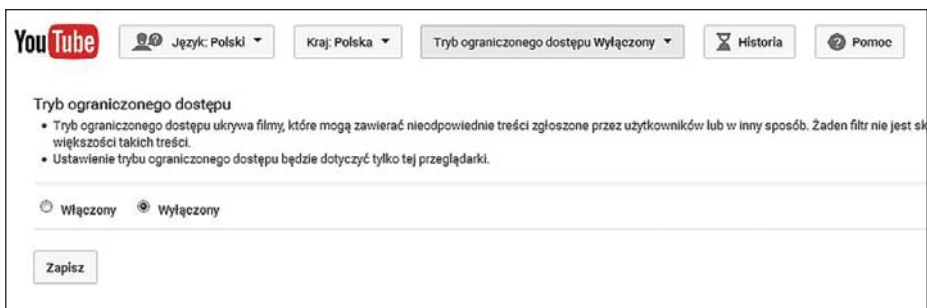 YouTube Język: Polski Kraj: Polska Tryb ograniczonego dostępu Wyłączony Historia Pomoc
Tryb ograniczonego dostępu
• Tryb ograniczonego dostępu ukrywa filmy, które mogą zawierać nieodpowiednie treści zgłoszone przez użytkowników lub w inny sposób. Żaden filtr nie jest
większości takich treści.
• Ustawienie trybu ograniczonego dostępu będzie dotyczyć tylko tej przeglądarki.
Włączony Wyłączony
Zapisz